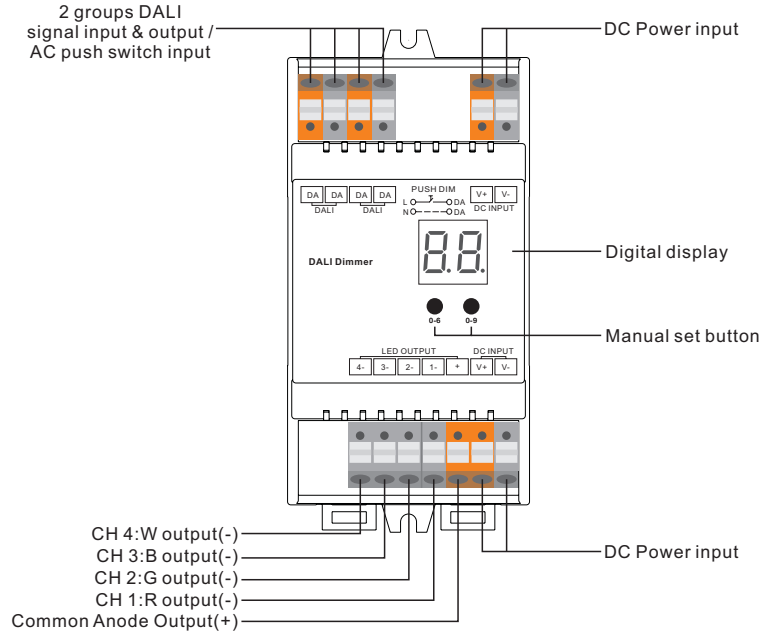 2 groups DALI
signal input & output /
AC push switch input
DC Power input
DA DA DA DA
DALI DALI
PUSH DIM
L DA
N DA
V+ V-
DC INPUT
8.8.
DALI Dimmer
Digital display
0-6 0-9
Manual set button
LED OUTPUT DC INPUT
4- 3- 2- 1- + V+ V-
CH 4:W output(-)
CH 3:B output(-)
CH 2:G output(-)
CH 1:R output(-)
Common Anode Output(+)
DC Power input